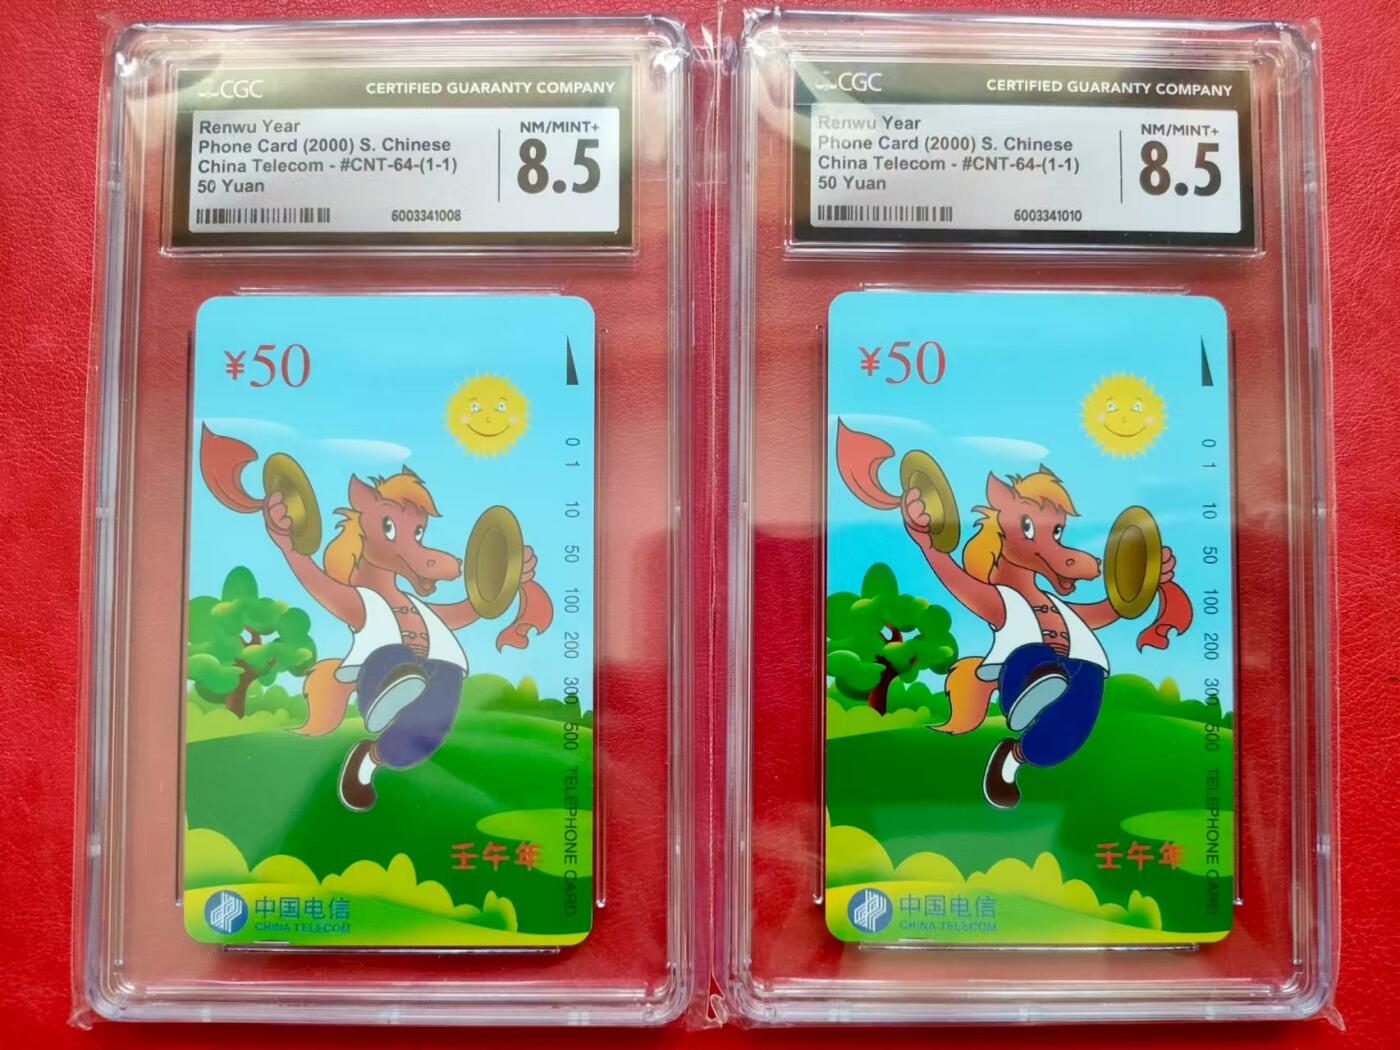 CGC
CERTIFIED GUARANTY COMPANY
Renwu Year
Phone Card (2000) S. Chinese
China Telecom - #CNT-64-(1-1)
50 Yuan
NM/MINT+
8.5
6003341008
¥50
0 1 10 50 100 200 300 500 TELEPHONE CARD
壬午年
中国电信
CHINA TELECOM
CGC
CERTIFIED GUARANTY COMPANY
Renwu Year
Phone Card (2000) S. Chinese
China Telecom - #CNT-64-(1-1)
50 Yuan
NM/MINT+
8.5
6003341010
¥50
0 1 10 50 100 200 300 500 TELEPHONE CARD
壬午年
中国电信
CHINA TELECOM